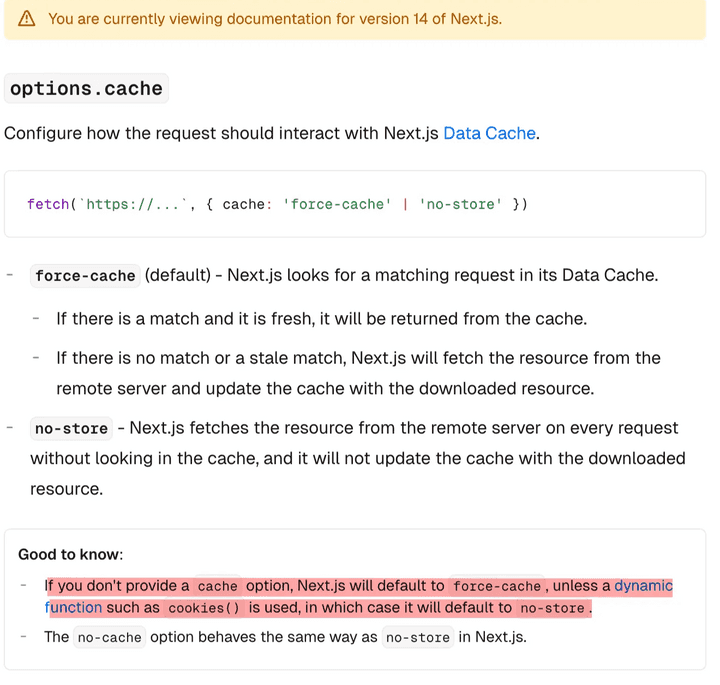 You are currently viewing documentation for version 14 of Next.js.
options.cache
Configure how the request should interact with Next.js Data Cache.
fetch(`https://...`, { cache: 'force-cache' | 'no-store' })
- force-cache (default) - Next.js looks for a matching request in its Data Cache.
- If there is a match and it is fresh, it will be returned from the cache.
- If there is no match or a stale match, Next.js will fetch the resource from the
remote server and update the cache with the downloaded resource.
- no-store - Next.js fetches the resource from the remote server on every request
without looking in the cache, and it will not update the cache with the downloaded
resource.
Good to know:
- If you don't provide a cache option, Next.js will default to force-cache, unless a dynamic
function such as cookies() is used, in which case it will default to no-store.
- The no-cache option behaves the same way as no-store in Next.js.